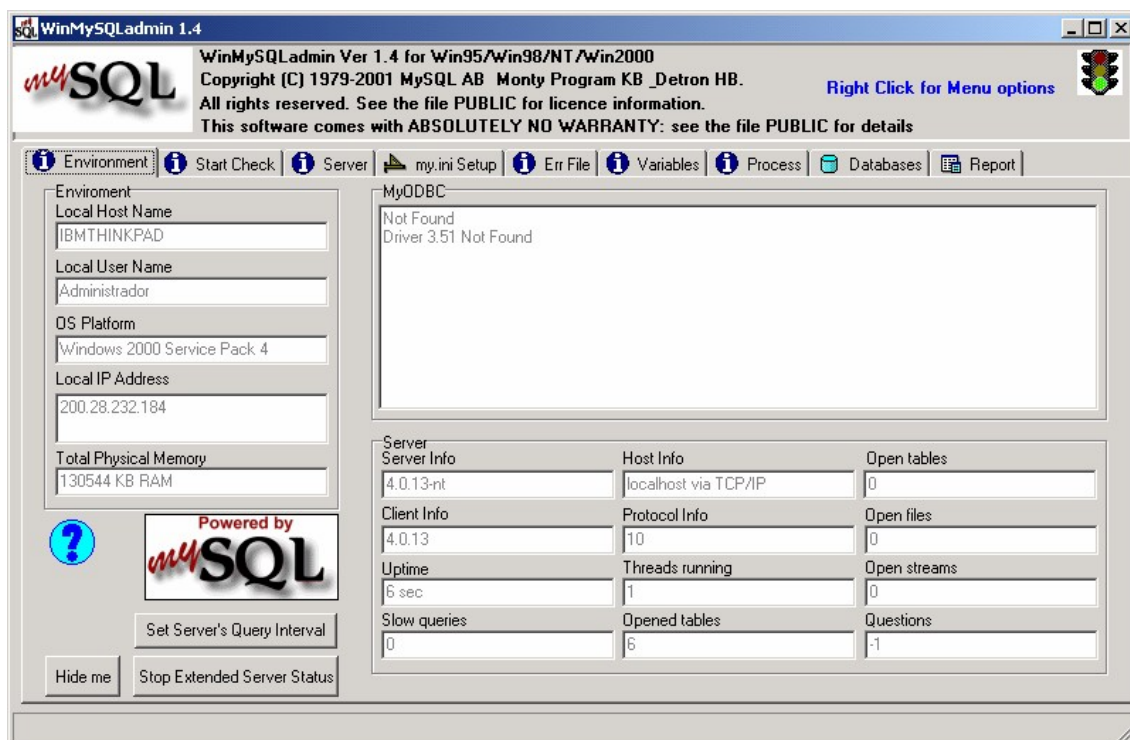 WinMySQLadmin 1.4
mySQL
WinMySQLadmin Ver 1.4 for Win95/Win98/NT/Win2000
Copyright (C) 1979-2001 MySQL AB Monty Program KB _Detron HB.
All rights reserved. See the file PUBLIC for licence information.
This software comes with ABSOLUTELY NO WARRANTY: see the file PUBLIC for details
Right Click for Menu options
Environment
Start Check
Server
my.ini Setup
Err File
Variables
Process
Databases
Report
Enviroment
Local Host Name
IBMTHINKPAD
Local User Name
Administrador
OS Platform
Windows 2000 Service Pack 4
Local IP Address
200.28.232.184
Total Physical Memory
130544 KB RAM
?
Powered by
mySQL
Set Server's Query Interval
Hide me
Stop Extended Server Status
MyODBC
Not Found
Driver 3.51 Not Found
Server
Server Info
4.0.13-nt
Host Info
localhost via TCP/IP
Open tables
0
Client Info
4.0.13
Protocol Info
10
Open files
0
Uptime
6 sec
Threads running
1
Open streams
0
Slow queries
0
Opened tables
6
Questions
-1